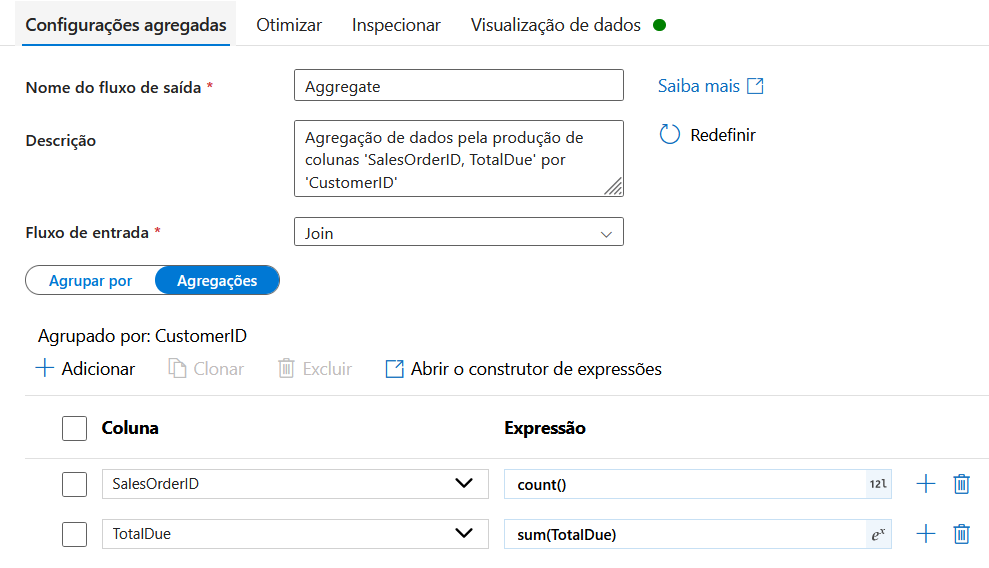 Configurações agregadas Otimizar Inspecionar Visualização de dados
Nome do fluxo de saída * Aggregate Saiba mais
Descrição Agregação de dados pela produção de Redefinir
colunas 'SalesOrderID, TotalDue' por
'CustomerID'
Fluxo de entrada * Join
Agrupar por Agregações
Agrupado por: CustomerID
Adicionar Clonar Excluir Abrir o construtor de expressões
Coluna Expressão
SalesOrderID count() 12l
TotalDue sum(TotalDue) eˣ